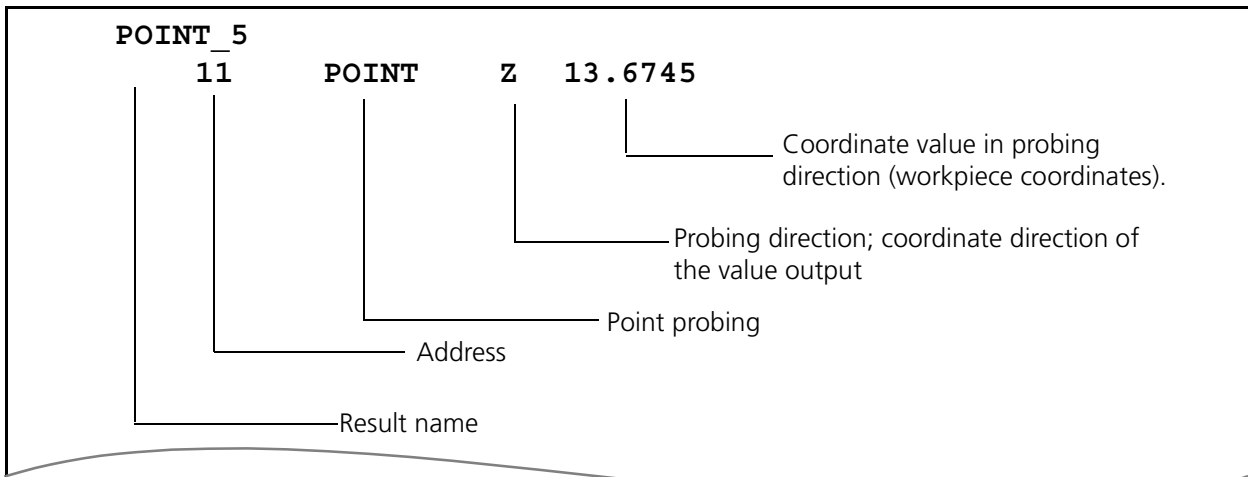 POINT_5
11 POINT Z 13.6745
Coordinate value in probing
direction (workpiece coordinates).
Probing direction; coordinate direction of
the value output
Point probing
Address
Result name